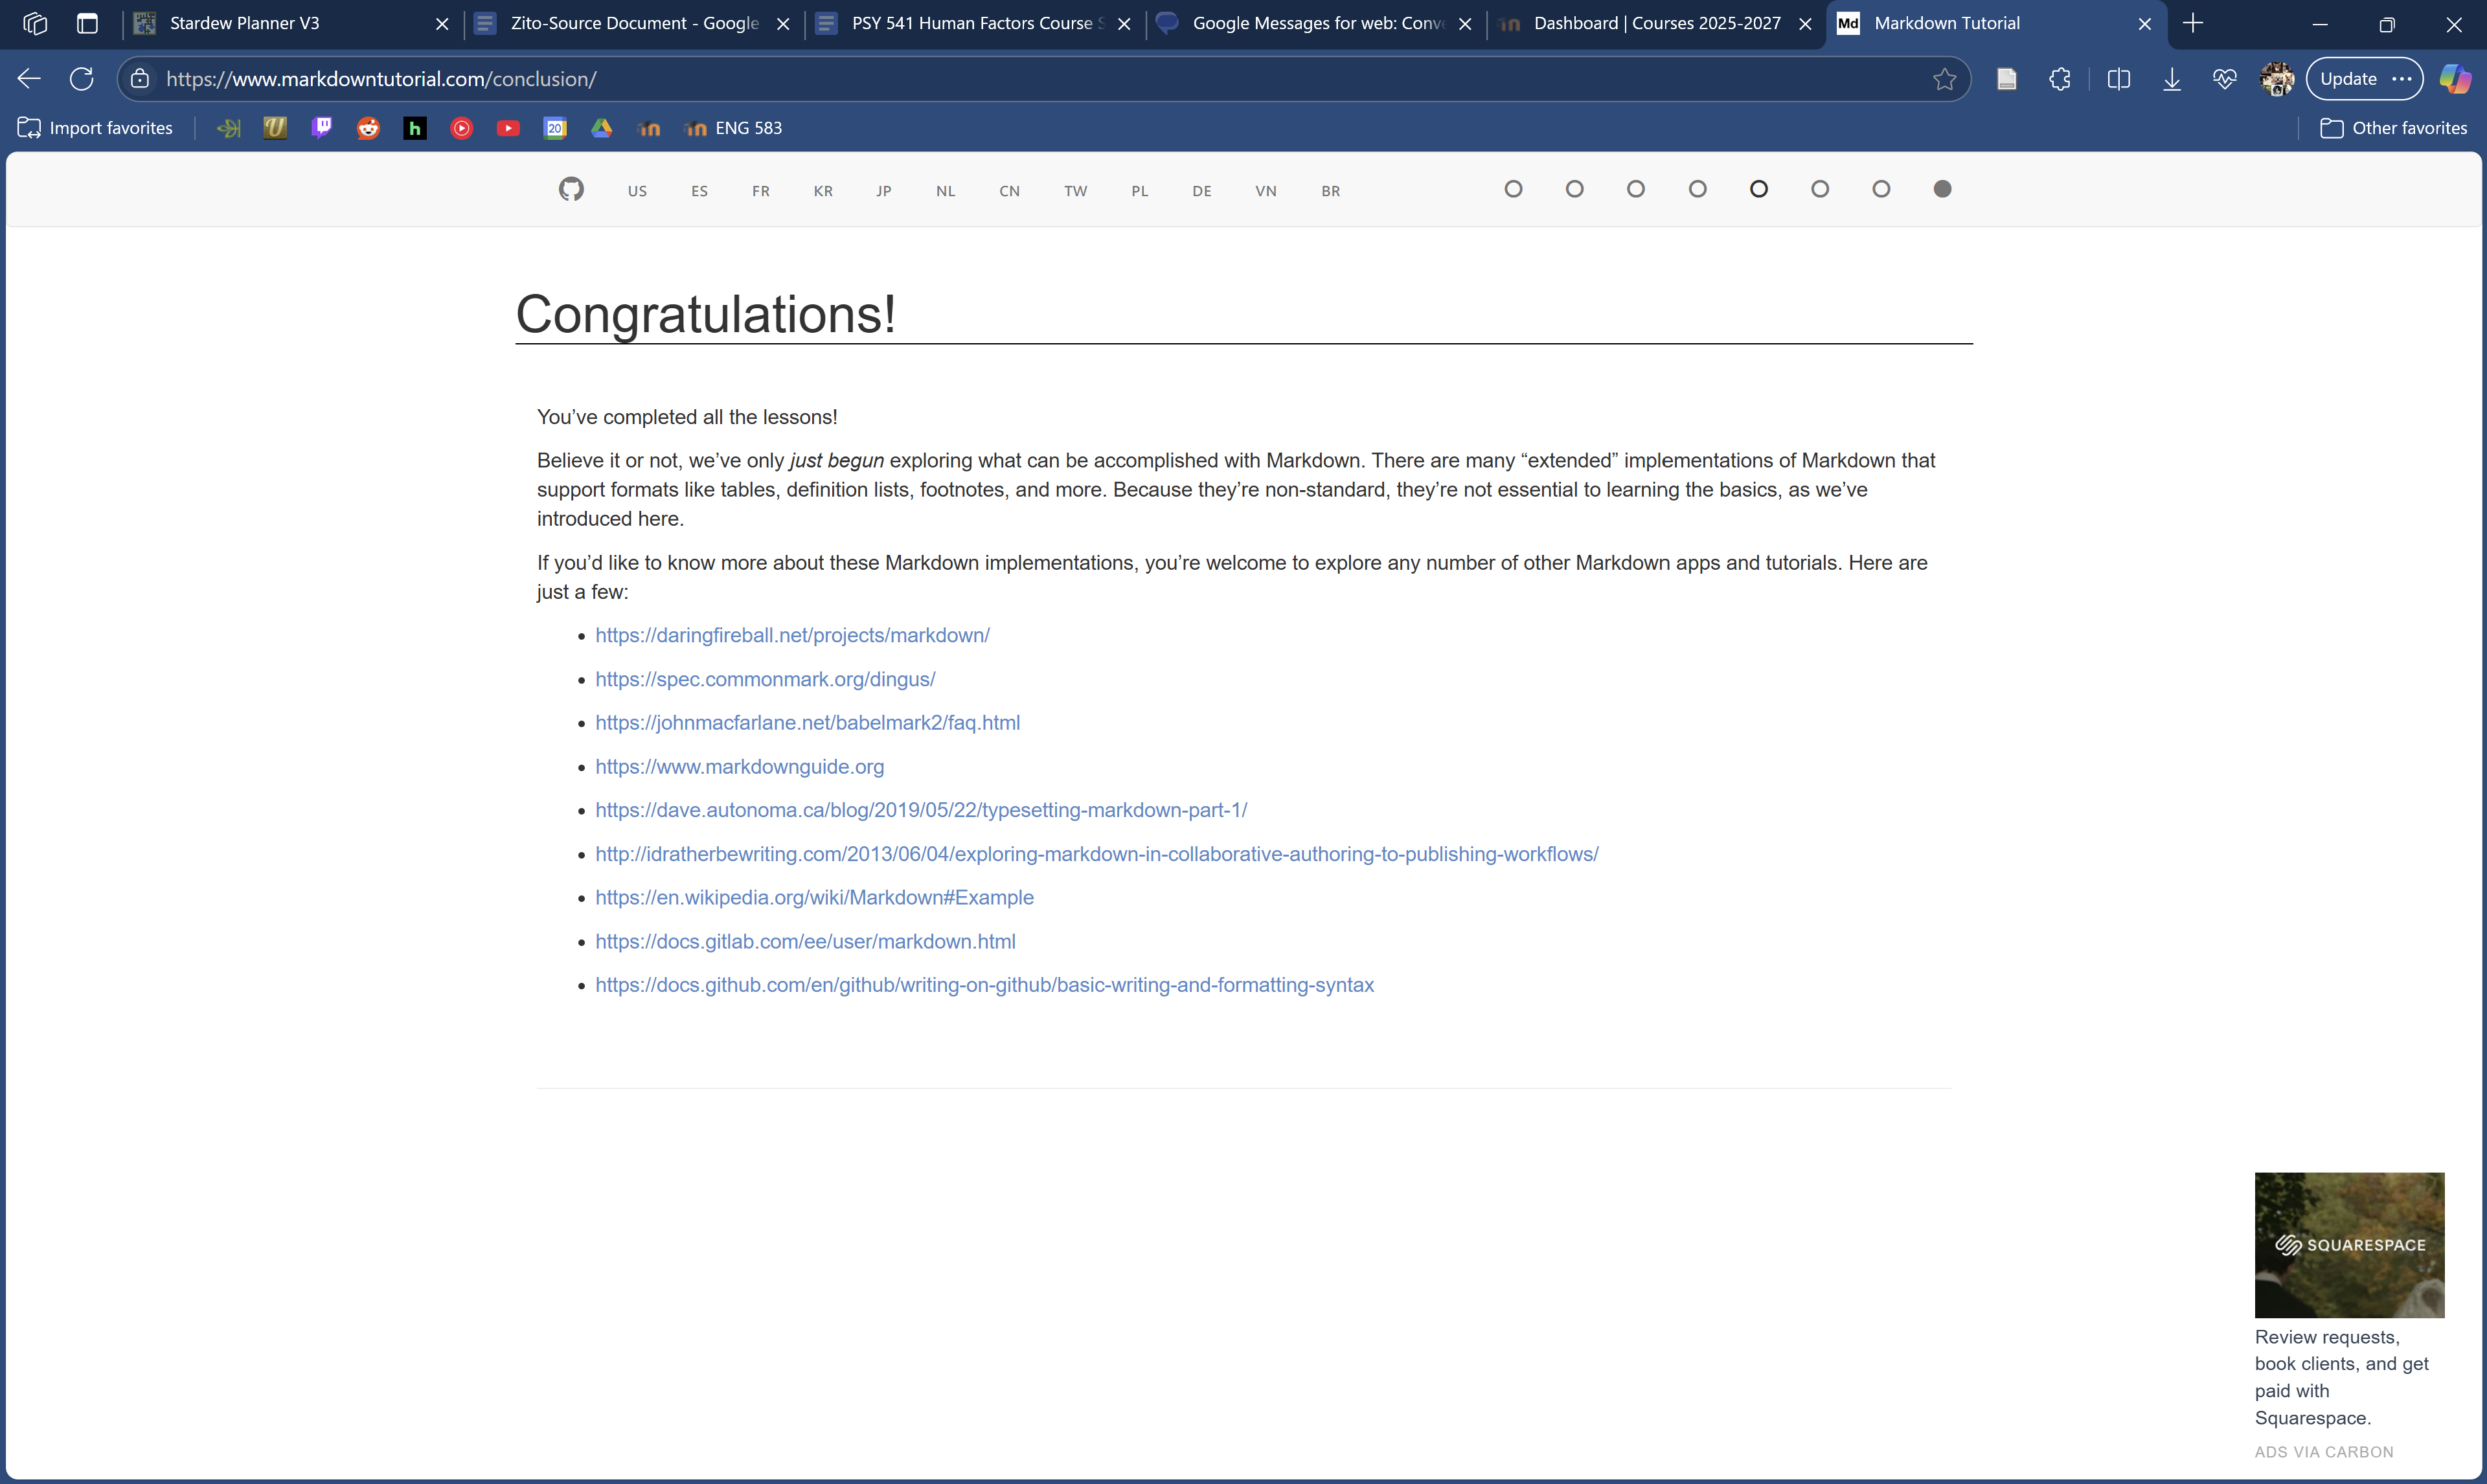 Stardew Planner V3
Zito-Source Document - Google
PSY 541 Human Factors Course S
Google Messages for web: Conve
Dashboard | Courses 2025-2027
Md
Markdown Tutorial
https://www.markdowntutorial.com/conclusion/
Update
Import favorites
U
h
20
ENG 583
Other favorites
US ES FR KR JP NL CN TW PL DE VN BR
Congratulations!
You’ve completed all the lessons!
Believe it or not, we’ve only just begun exploring what can be accomplished with Markdown. There are many “extended” implementations of Markdown that
support formats like tables, definition lists, footnotes, and more. Because they’re non-standard, they’re not essential to learning the basics, as we’ve
introduced here.
If you’d like to know more about these Markdown implementations, you’re welcome to explore any number of other Markdown apps and tutorials. Here are
just a few:
https://daringfireball.net/projects/markdown/
https://spec.commonmark.org/dingus/
https://johnmacfarlane.net/babelmark2/faq.html
https://www.markdownguide.org
https://dave.autonoma.ca/blog/2019/05/22/typesetting-markdown-part-1/
http://idratherbewriting.com/2013/06/04/exploring-markdown-in-collaborative-authoring-to-publishing-workflows/
https://en.wikipedia.org/wiki/Markdown#Example
https://docs.gitlab.com/ee/user/markdown.html
https://docs.github.com/en/github/writing-on-github/basic-writing-and-formatting-syntax
SQUARESPACE
Review requests,
book clients, and get
paid with
Squarespace.
ADS VIA CARBON